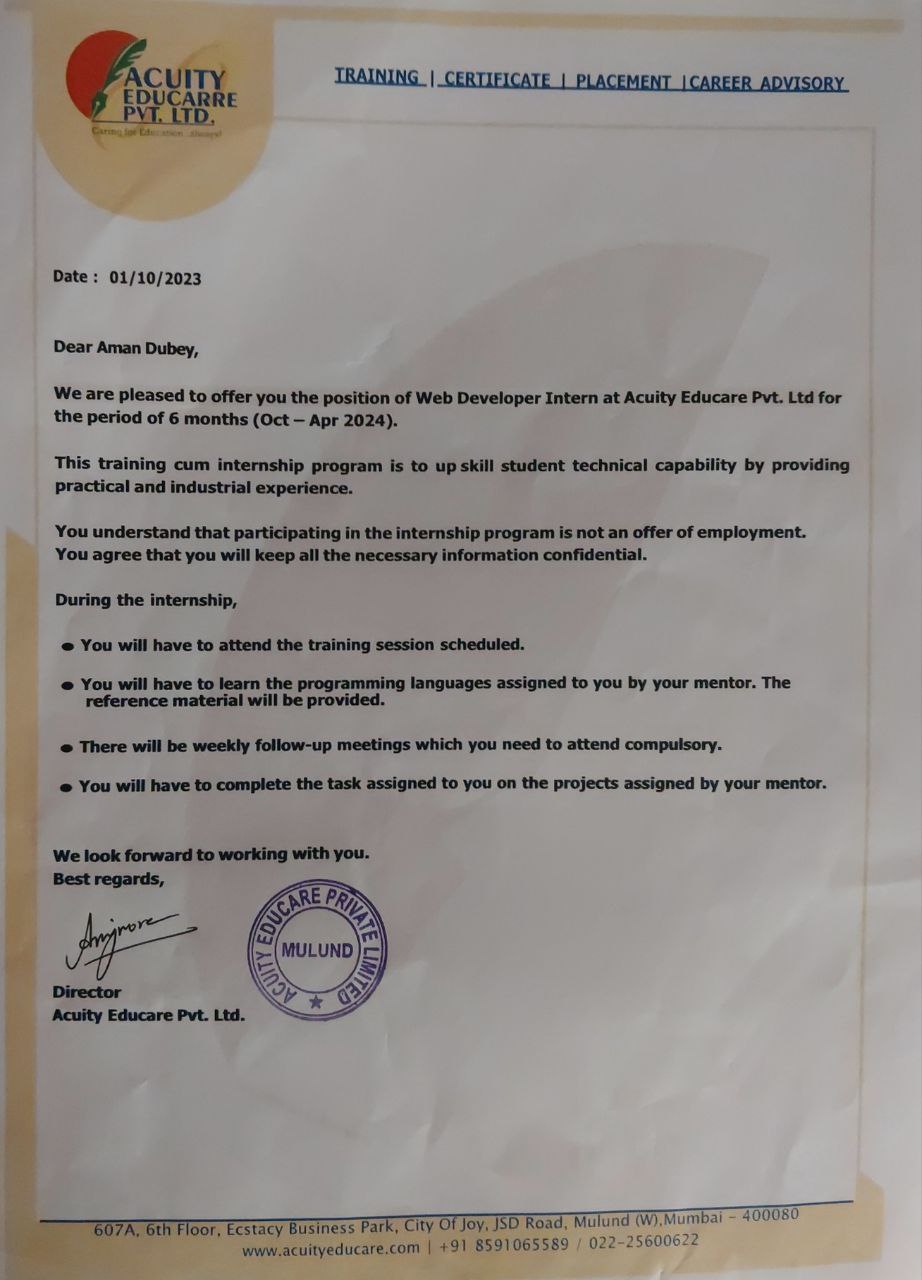 ACUITY
EDUCARRE
PVT. LTD.
Caring for Education..always!
TRAINING | CERTIFICATE | PLACEMENT |CAREER ADVISORY
Date : 01/10/2023
Dear Aman Dubey,
We are pleased to offer you the position of Web Developer Intern at Acuity Educare Pvt. Ltd for
the period of 6 months (Oct – Apr 2024).
This training cum internship program is to up skill student technical capability by providing
practical and industrial experience.
You understand that participating in the internship program is not an offer of employment.
You agree that you will keep all the necessary information confidential.
During the internship,
● You will have to attend the training session scheduled.
● You will have to learn the programming languages assigned to you by your mentor. The
reference material will be provided.
● There will be weekly follow-up meetings which you need to attend compulsory.
● You will have to complete the task assigned to you on the projects assigned by your mentor.
We look forward to working with you.
Best regards,
ACUITY EDUCARE PRIVATE LIMITED
MULUND
Director
Acuity Educare Pvt. Ltd.
607A, 6th Floor, Ecstacy Business Park, City Of Joy, JSD Road, Mulund (W),Mumbai – 400080
www.acuityeducare.com | +91 8591065589 / 022-25600622